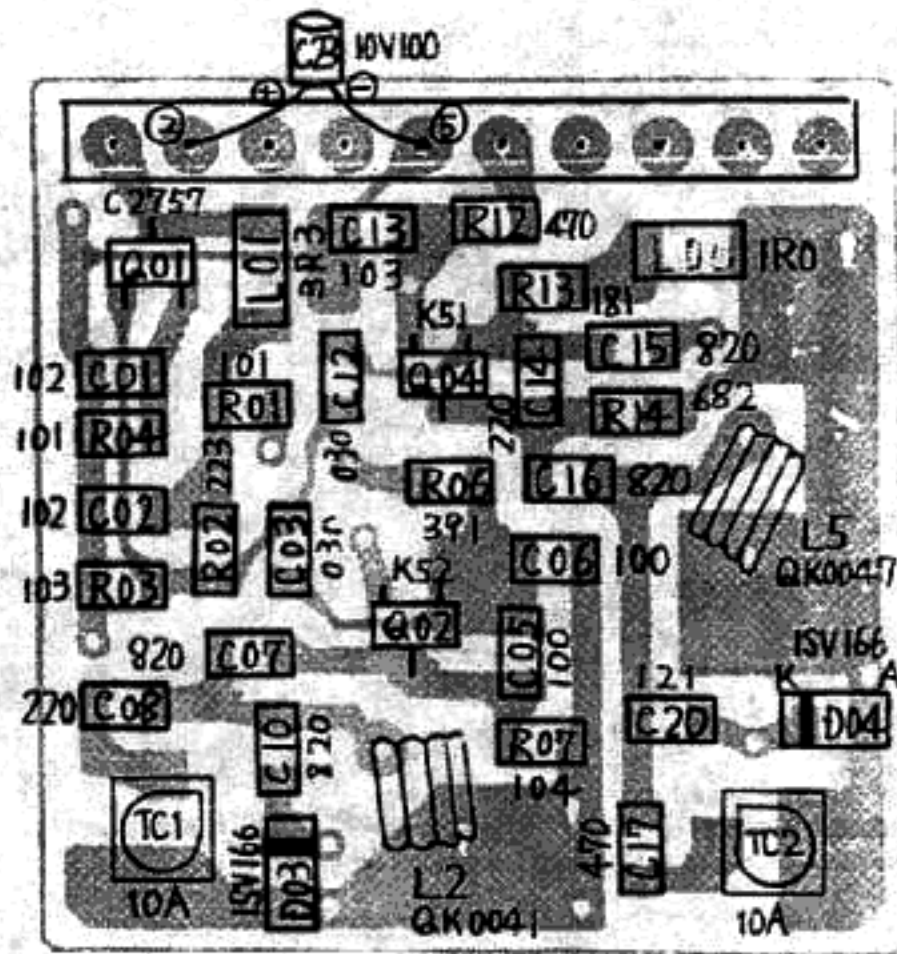 CB 10V100
+ −
② ⑤
C2757
Q01
L01
3R3
C13
103
R12 470
1R0
R13
181
K51
Q04
C12
030
C14
270
C15 820
R14 682
102 C01
101
R01
101 R04
223
R02
102 C02
C03
030
R06
391
C16 820
L5
QK0047
103 R03
K52
Q02
C06 100
C05
100
820 C07
220 C08
C10
820
R07
104
121
C20
1SV166
K A
D04
TC1
10A
1SV166
D03
L2
QK0041
470
C17
TC2
10A